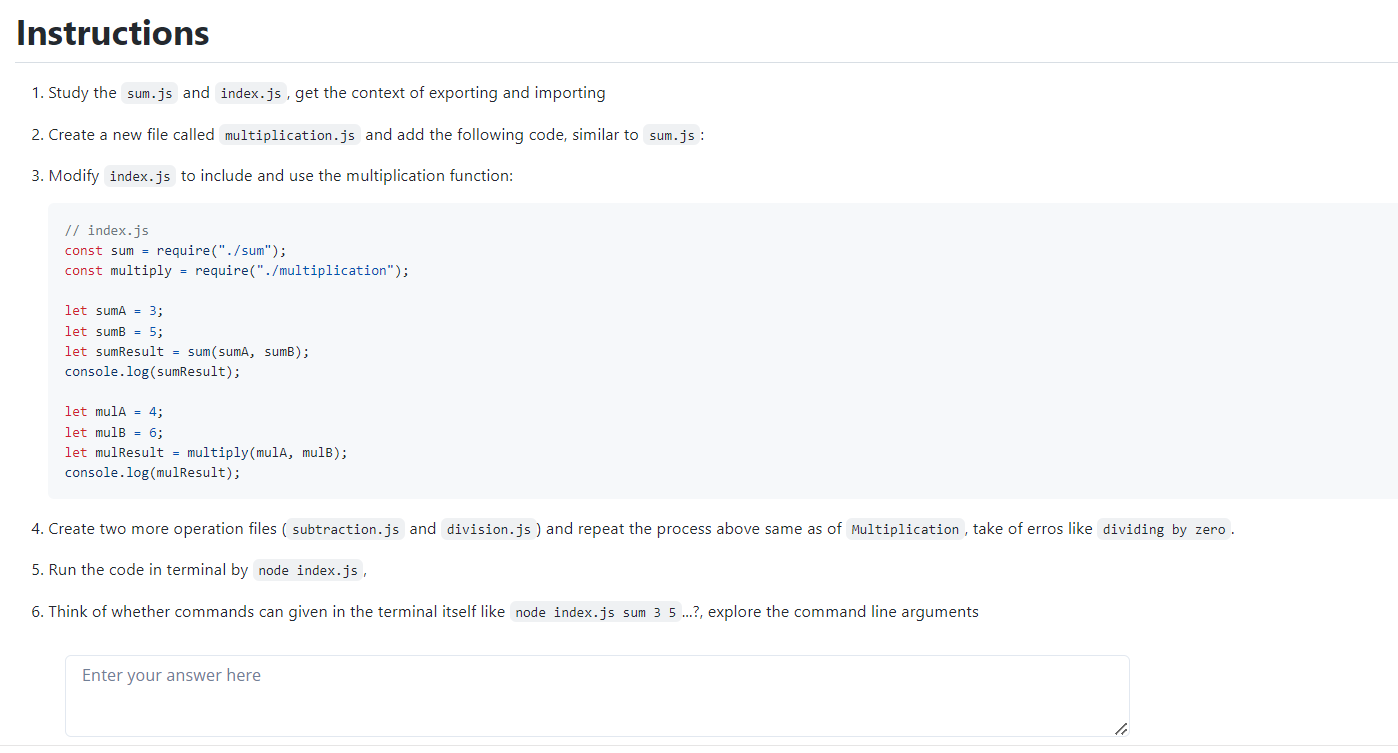 Instructions
1. Study the sum.js and index.js, get the context of exporting and importing
2. Create a new file called multiplication.js and add the following code, similar to sum.js:
3. Modify index.js to include and use the multiplication function:
// index.js
const sum = require("./sum");
const multiply = require("./multiplication");
let sumA = 3;
let sumB = 5;
let sumResult = sum(sumA, sumB);
console.log(sumResult);
let mulA = 4;
let mulB = 6;
let mulResult = multiply(mulA, mulB);
console.log(mulResult);
4. Create two more operation files (subtraction.js and division.js) and repeat the process above same as of Multiplication, take of erros like dividing by zero.
5. Run the code in terminal by node index.js,
6. Think of whether commands can given in the terminal itself like node index.js sum 3 5...?, explore the command line arguments
Enter your answer here